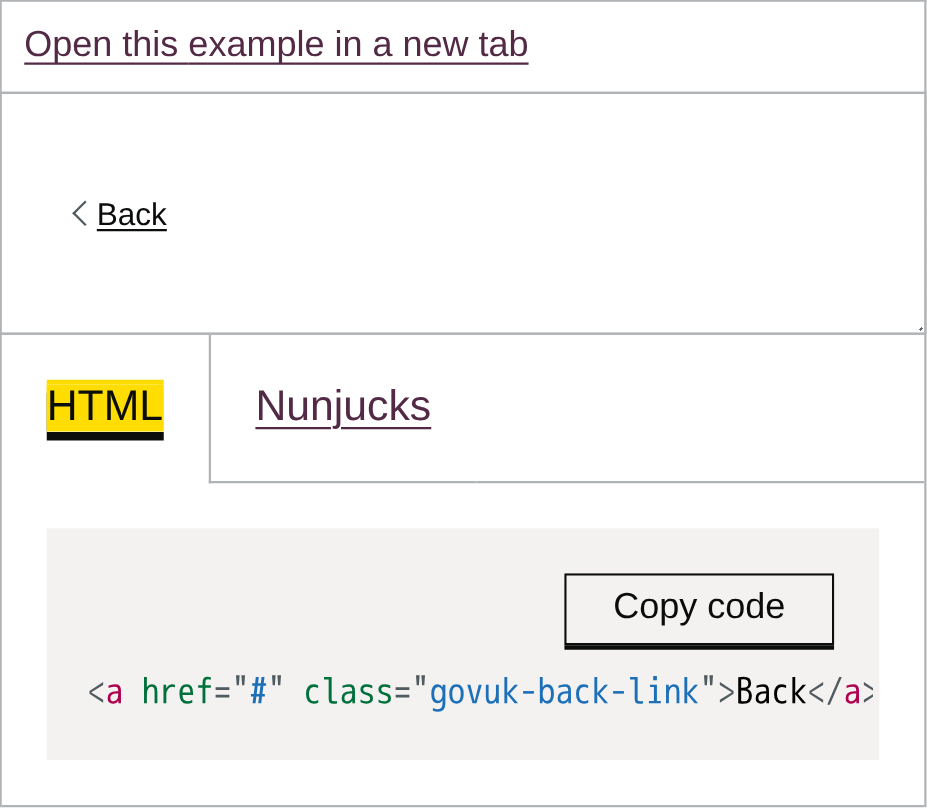 Open this example in a new tab
Back
HTML Nunjucks
Copy code
<a href="#" class="govuk-back-link">Back</a>